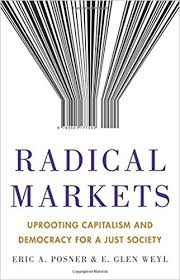 RADICAL
MARKETS
UPROOTING CAPITALISM AND
DEMOCRACY FOR A JUST SOCIETY
ERIC A. POSNER & E. GLEN WEYL